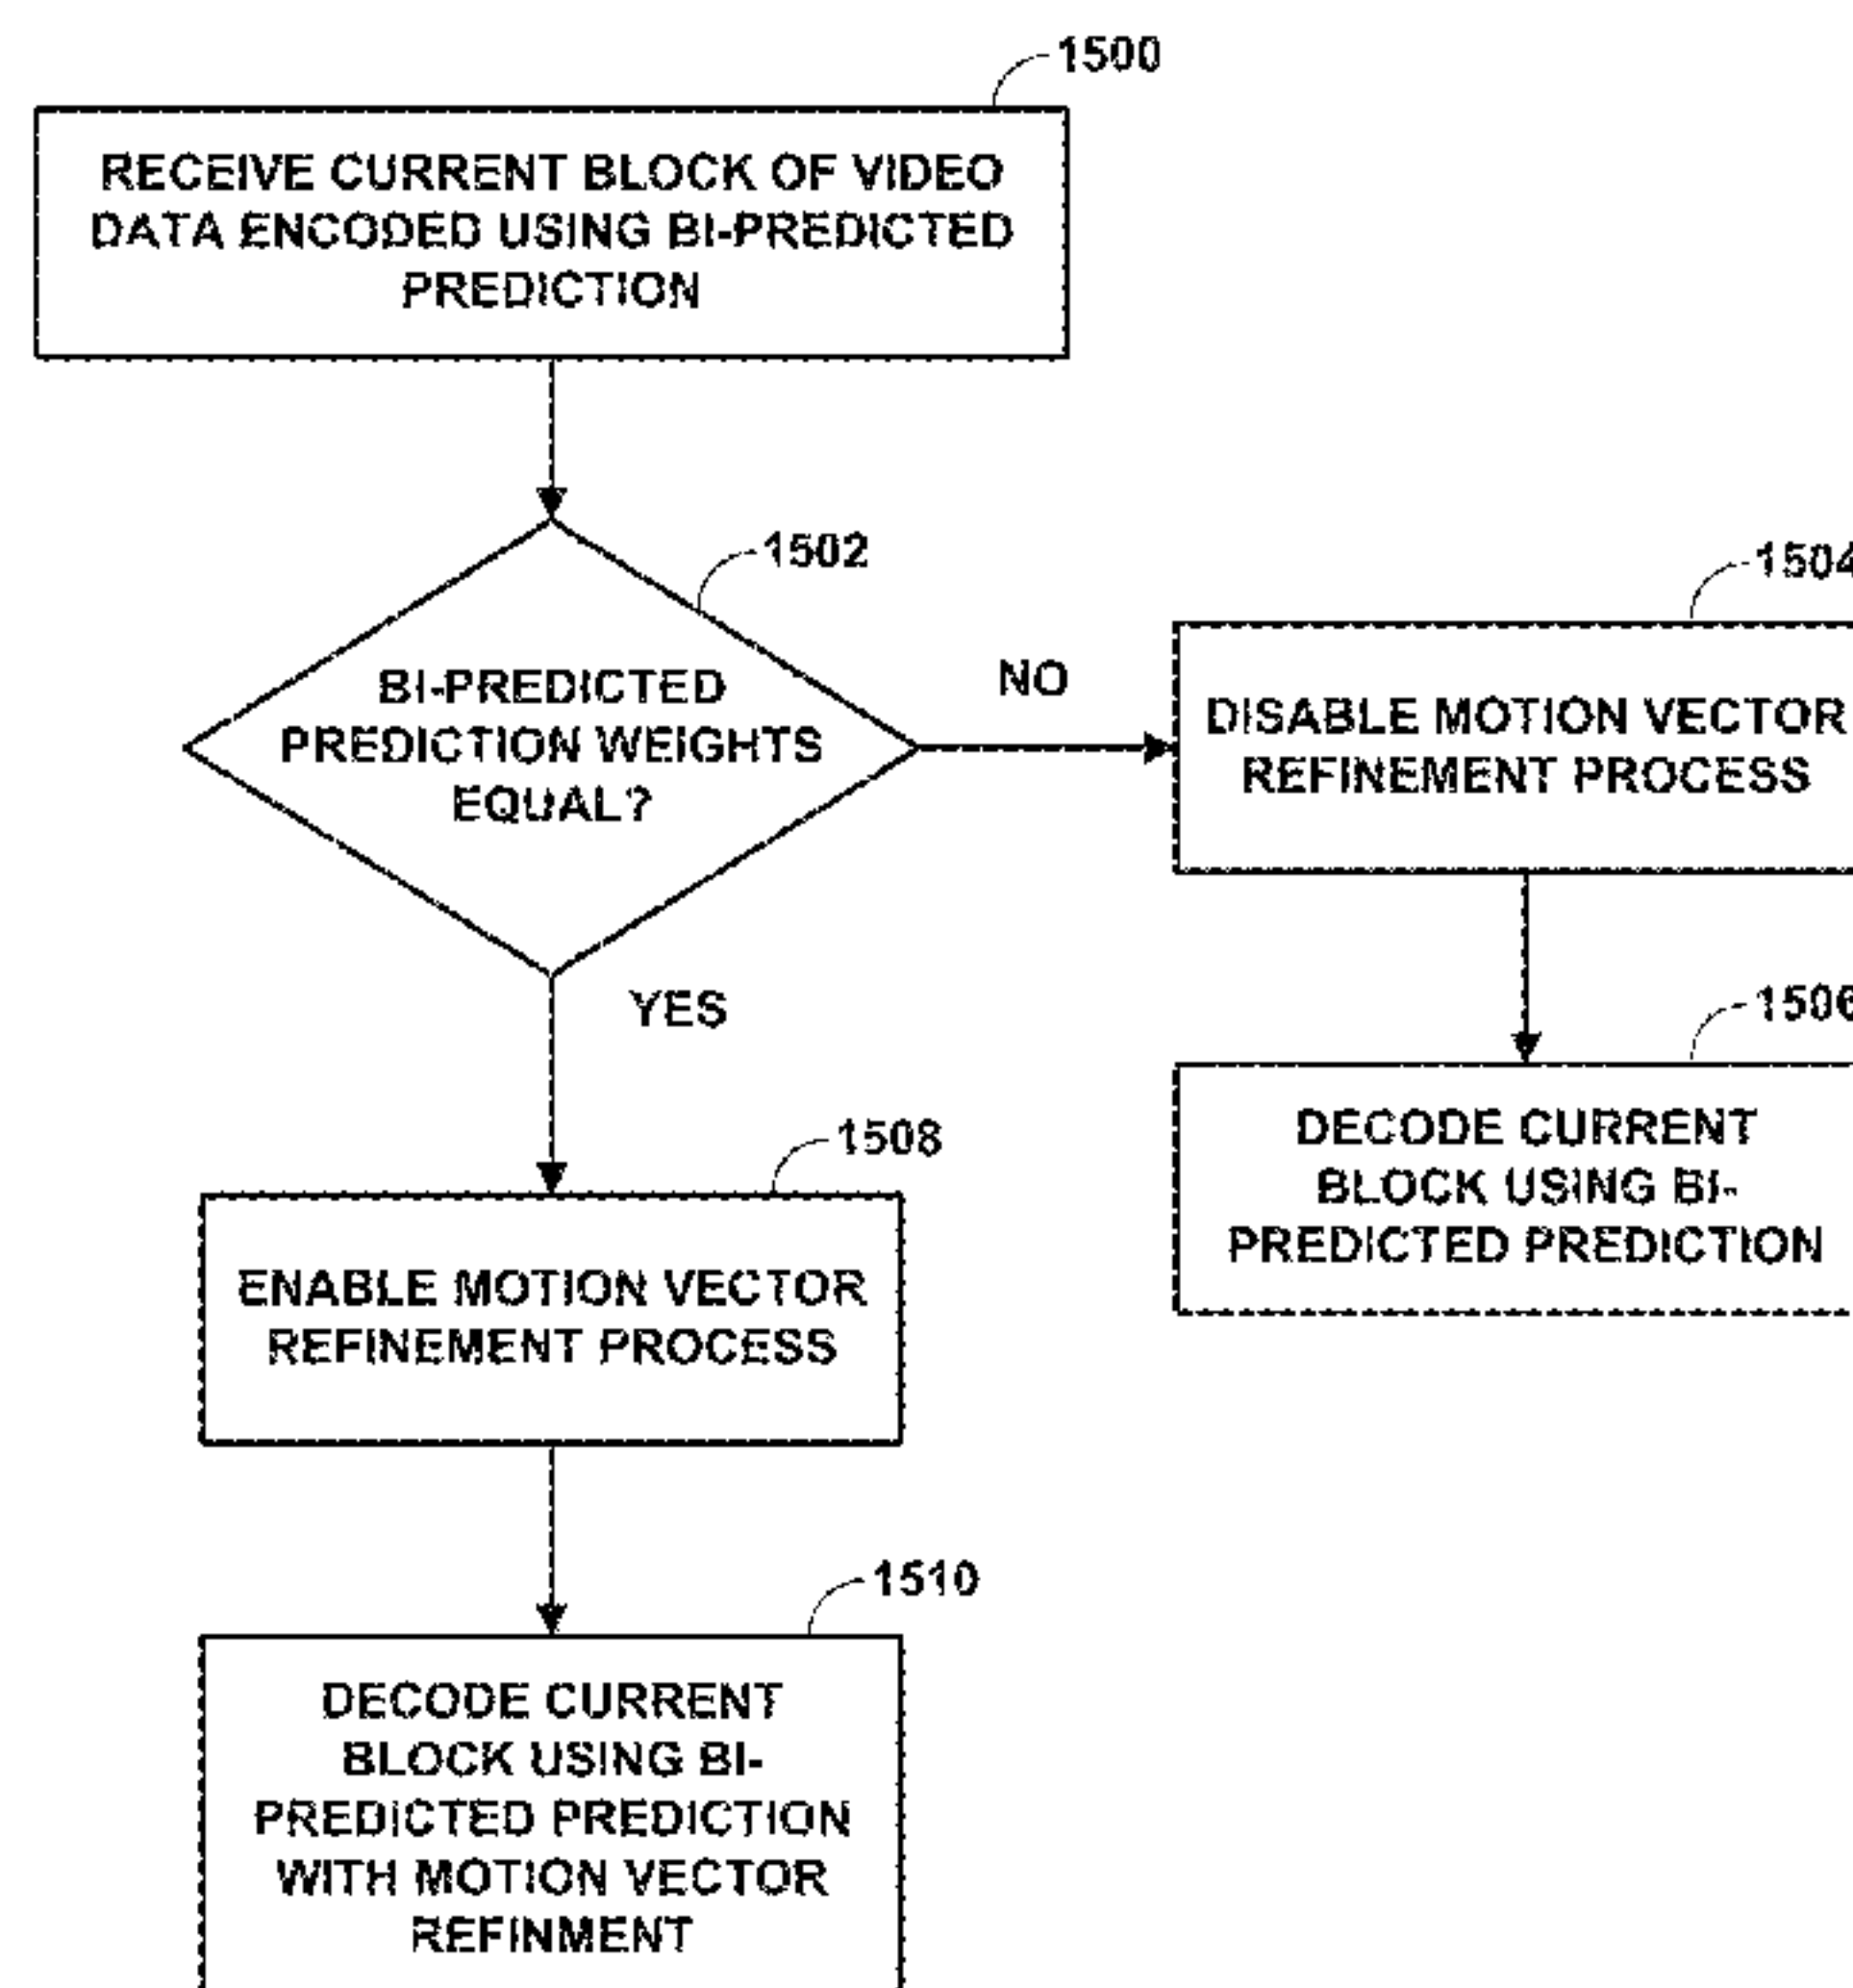 1500
RECEIVE CURRENT BLOCK OF VIDEO
DATA ENCODED USING BI-PREDICTED
PREDICTION
1502
BI-PREDICTED
PREDICTION WEIGHTS
EQUAL?
NO
YES
1504
DISABLE MOTION VECTOR
REFINEMENT PROCESS
1506
DECODE CURRENT
BLOCK USING BI-
PREDICTED PREDICTION
1508
ENABLE MOTION VECTOR
REFINEMENT PROCESS
1510
DECODE CURRENT
BLOCK USING BI-
PREDICTED PREDICTION
WITH MOTION VECTOR
REFINMENT